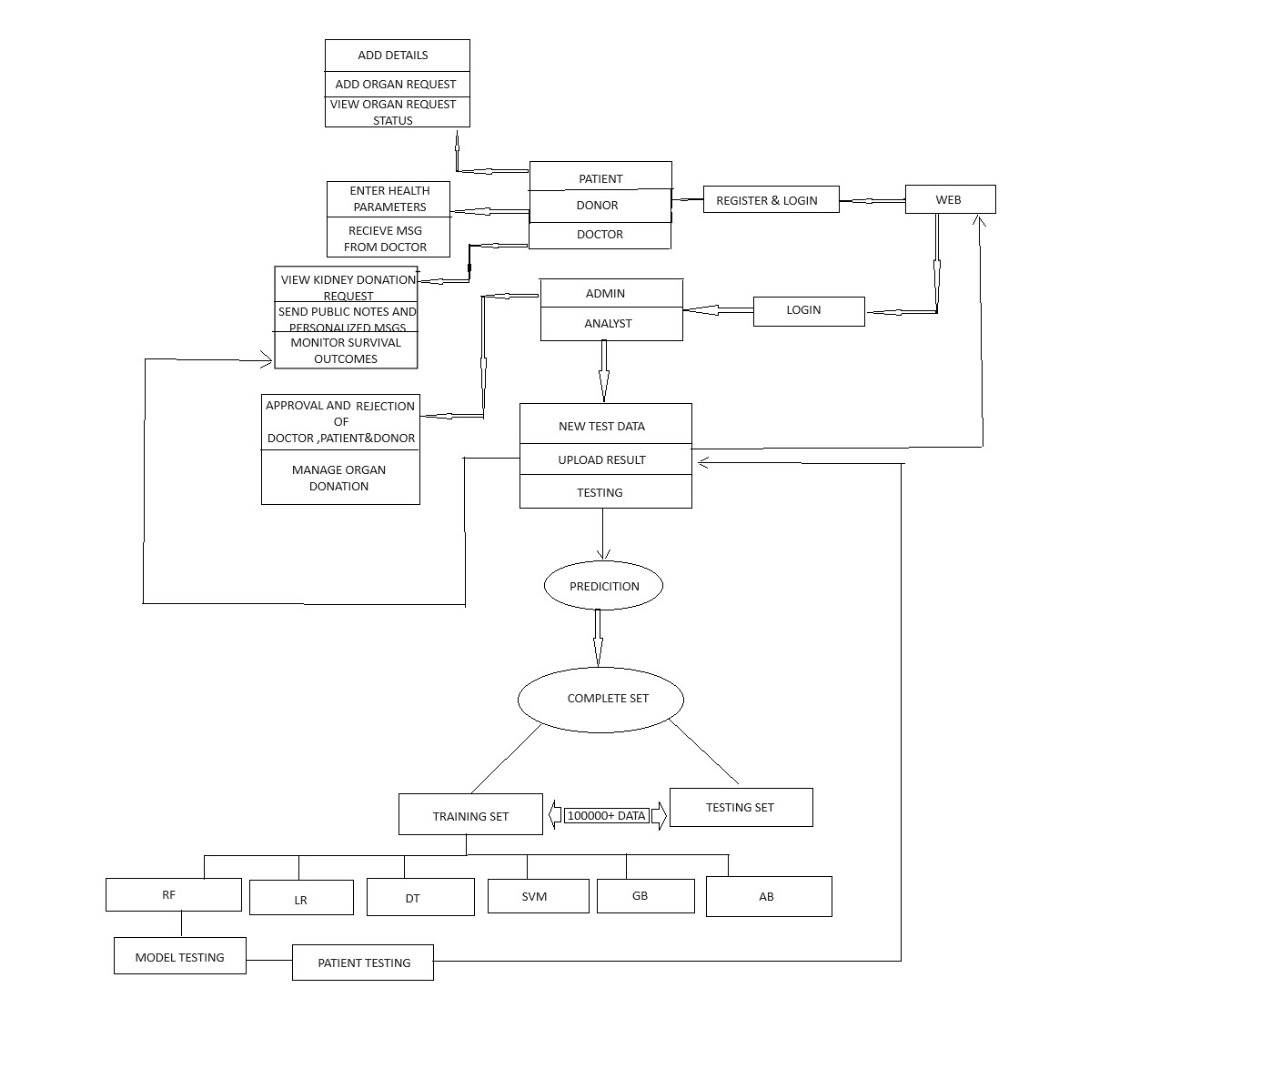 ADD DETAILS
ADD ORGAN REQUEST
VIEW ORGAN REQUEST
STATUS
PATIENT
DONOR
DOCTOR
REGISTER & LOGIN
WEB
ENTER HEALTH
PARAMETERS
RECIEVE MSG
FROM DOCTOR
VIEW KIDNEY DONATION
REQUEST
SEND PUBLIC NOTES AND
PERSONALIZED MSGS
MONITOR SURVIVAL
OUTCOMES
ADMIN
ANALYST
LOGIN
APPROVAL AND REJECTION
OF
DOCTOR ,PATIENT&DONOR
MANAGE ORGAN
DONATION
NEW TEST DATA
UPLOAD RESULT
TESTING
PREDICITION
COMPLETE SET
TRAINING SET
100000+ DATA
TESTING SET
RF
LR
DT
SVM
GB
AB
MODEL TESTING
PATIENT TESTING